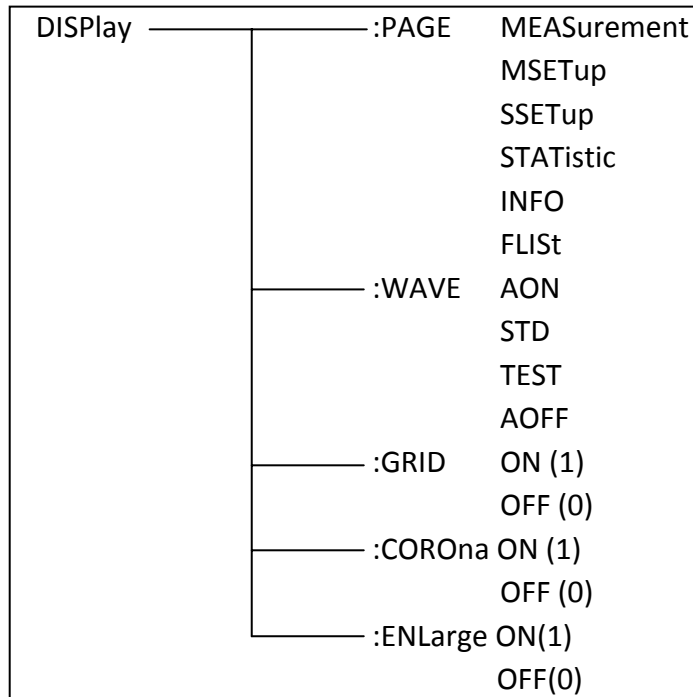 DISPlay :PAGE MEASurement
MSETup
SSETup
STATistic
INFO
FLISt
:WAVE AON
STD
TEST
AOFF
:GRID ON (1)
OFF (0)
:COROna ON (1)
OFF (0)
:ENLarge ON(1)
OFF(0)